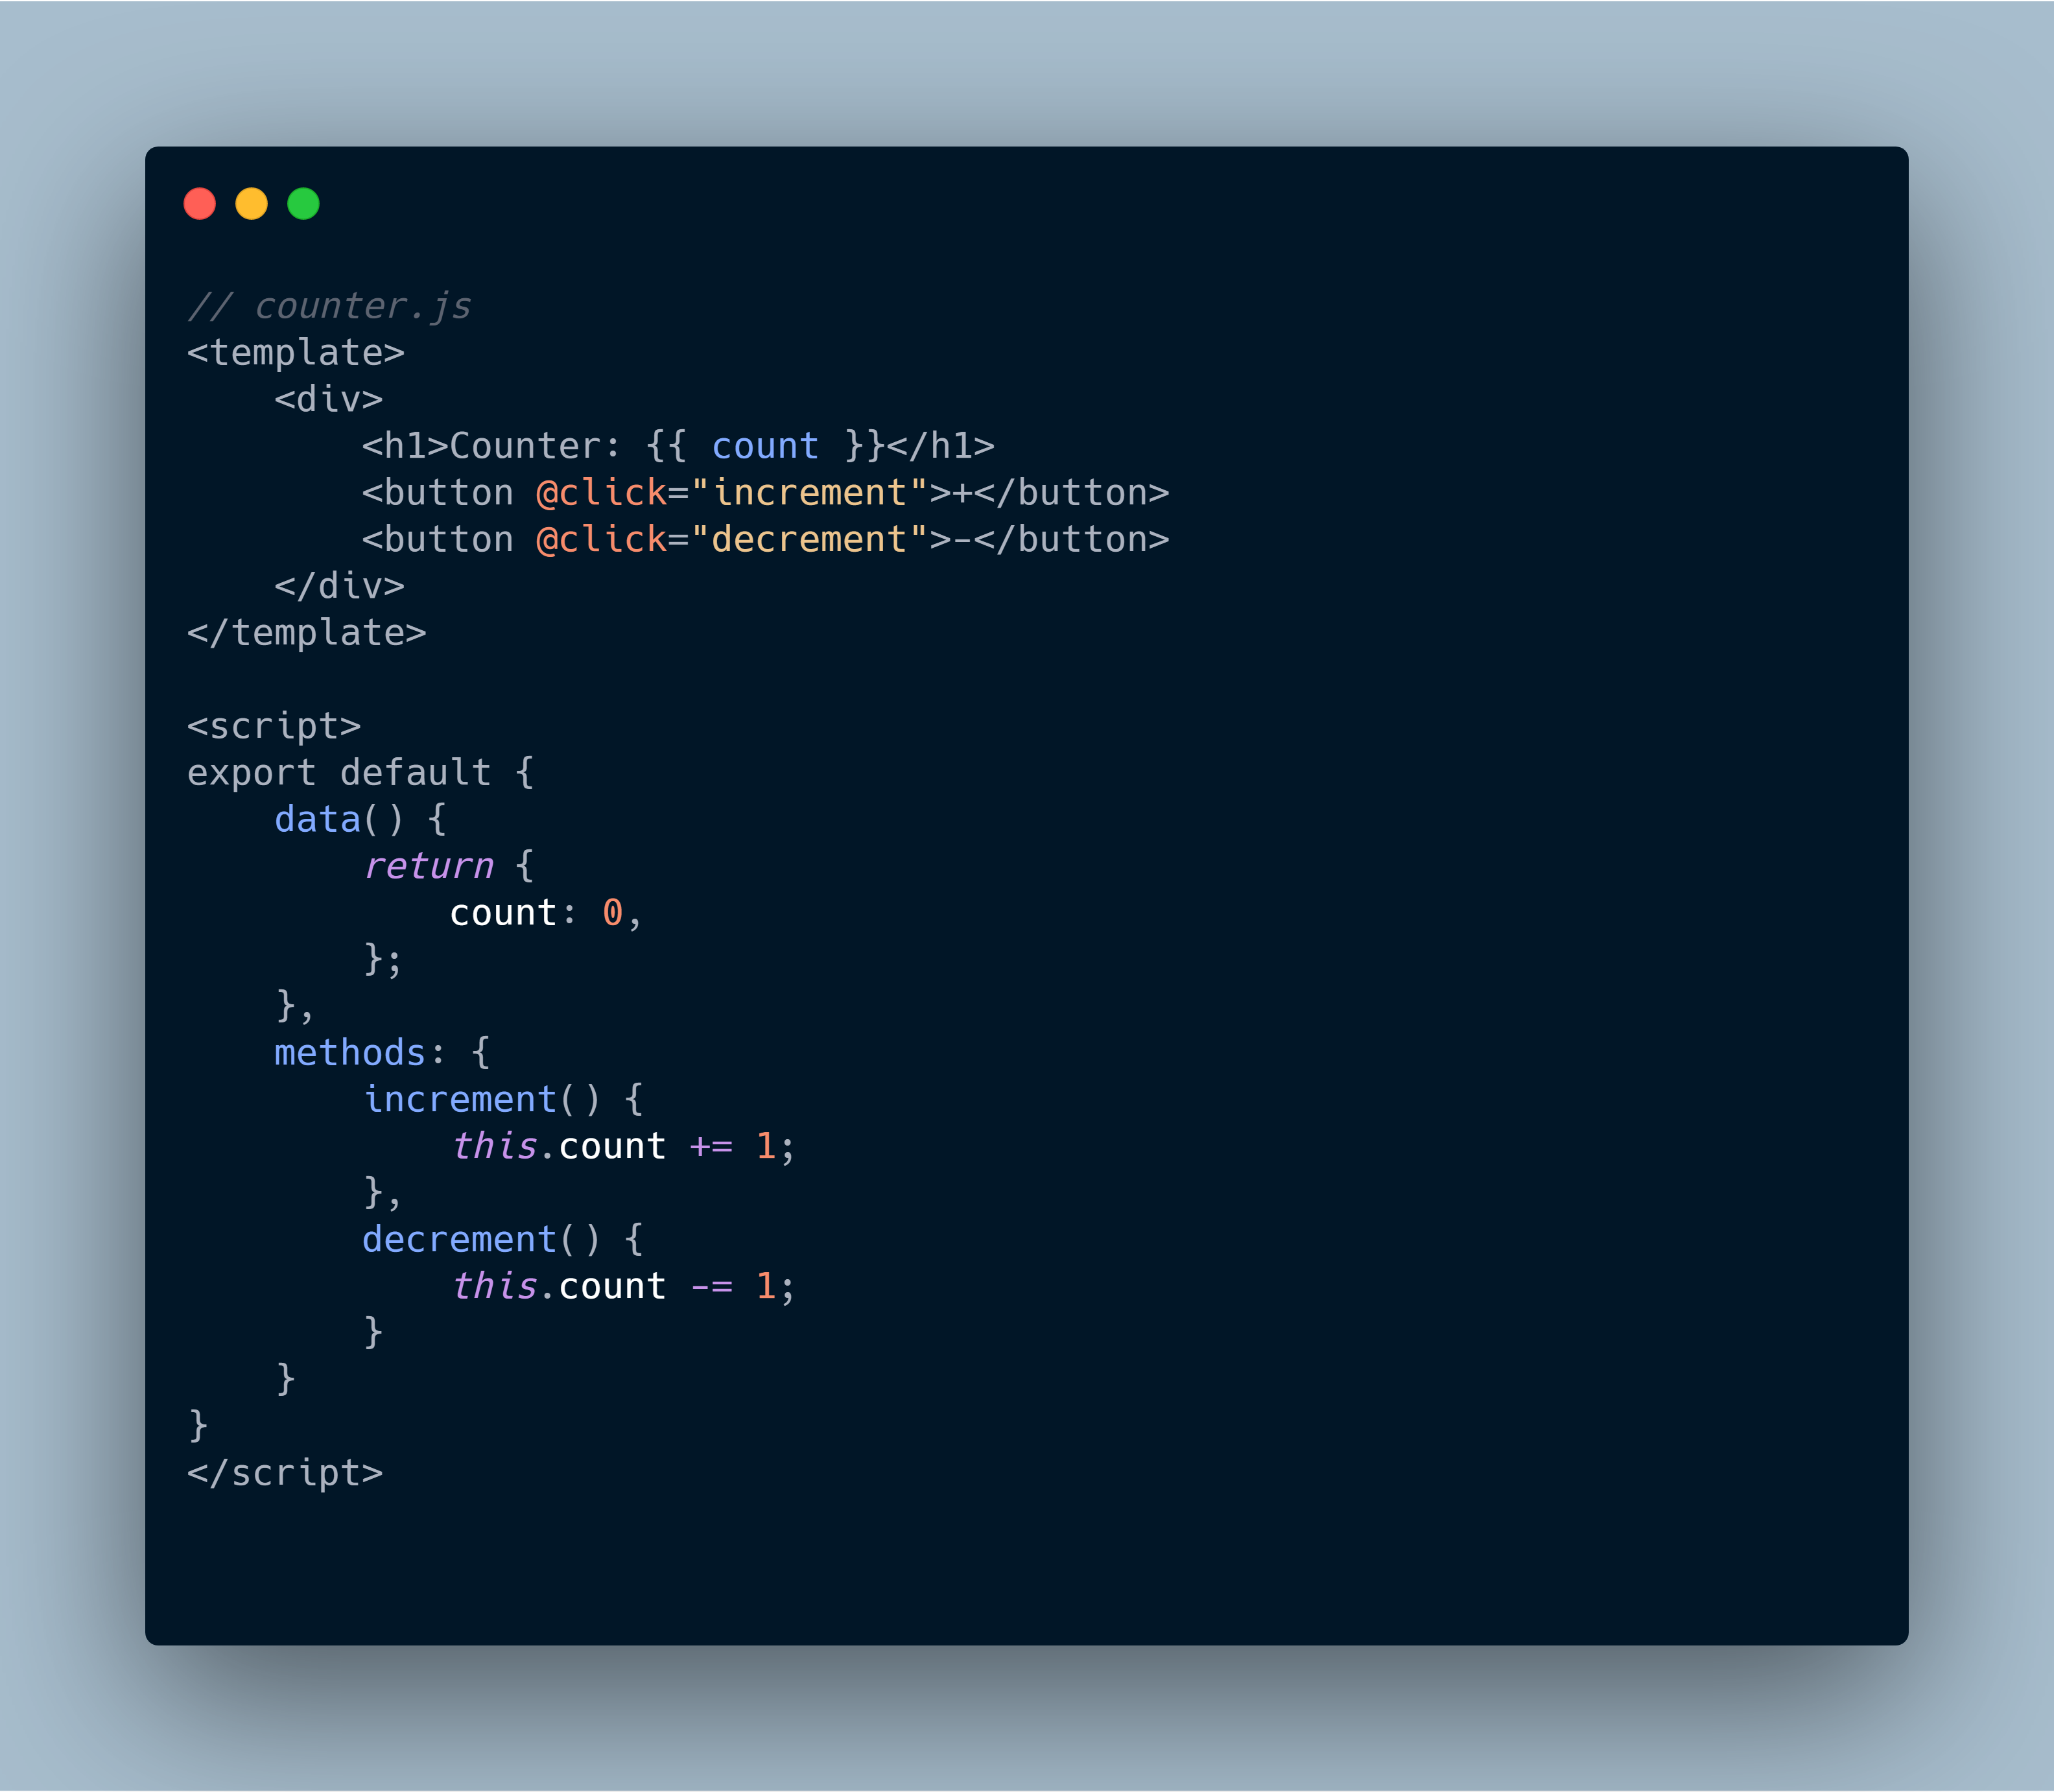 // counter.js
<template>
    <div>
        <h1>Counter: {{ count }}</h1>
        <button @click="increment">+</button>
        <button @click="decrement">-</button>
    </div>
</template>

<script>
export default {
    data() {
        return {
            count: 0,
        };
    },
    methods: {
        increment() {
            this.count += 1;
        },
        decrement() {
            this.count -= 1;
        }
    }
}
</script>